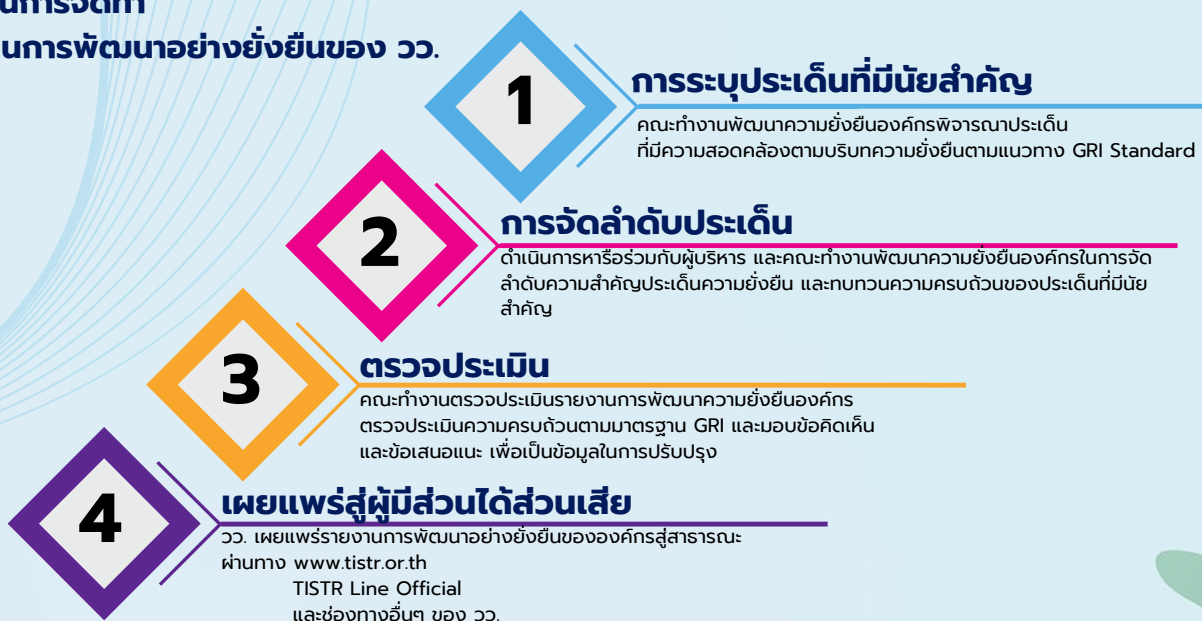 นการจัดทำ
นการพัฒนาอย่างยั่งยืนของ วว.
1
การระบุประเด็นที่มีนัยสำคัญ
คณะทำงานพัฒนาความยั่งยืนองค์กรพิจารณาประเด็น
ที่มีความสอดคล้องตามบริบทความยั่งยืนตามแนวทาง GRI Standard
2
การจัดลำดับประเด็น
ดำเนินการหารือร่วมกับผู้บริหาร และคณะทำงานพัฒนาความยั่งยืนองค์กรในการจัด
ลำดับความสำคัญประเด็นความยั่งยืน และทบทวนความครบถ้วนของประเด็นที่มีนัย
สำคัญ
3
ตรวจประเมิน
คณะทำงานตรวจประเมินรายงานการพัฒนาความยั่งยืนองค์กร
ตรวจประเมินความครบถ้วนตามมาตรฐาน GRI และมอบข้อคิดเห็น
และข้อเสนอแนะ เพื่อเป็นข้อมูลในการปรับปรุง
4
เผยแพร่สู่ผู้มีส่วนได้ส่วนเสีย
วว. เผยแพร่รายงานการพัฒนาอย่างยั่งยืนขององค์กรสู่สาธารณะ
ผ่านทาง www.tistr.or.th
TISTR Line Official
และช่องทางอื่นๆ ของ วว.